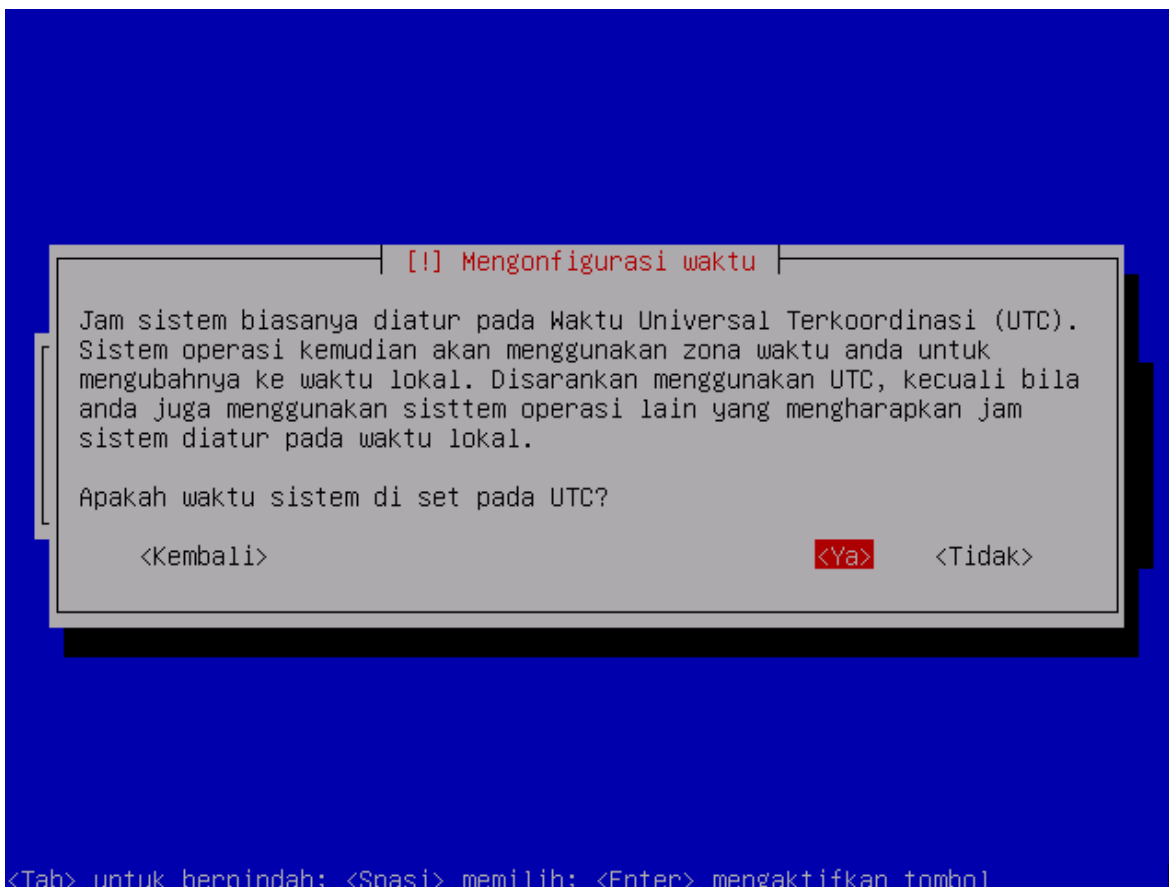 [!] Mengonfigurasi waktu
Jam sistem biasanya diatur pada Waktu Universal Terkoordinasi (UTC).
Sistem operasi kemudian akan menggunakan zona waktu anda untuk
mengubahnya ke waktu lokal. Disarankan menggunakan UTC, kecuali bila
anda juga menggunakan sisttem operasi lain yang mengharapkan jam
sistem diatur pada waktu lokal.
Apakah waktu sistem di set pada UTC?
<Kembali> <Ya> <Tidak>
<Tab> untuk berpindah; <Spasi> memilih; <Enter> mengaktifkan tombol